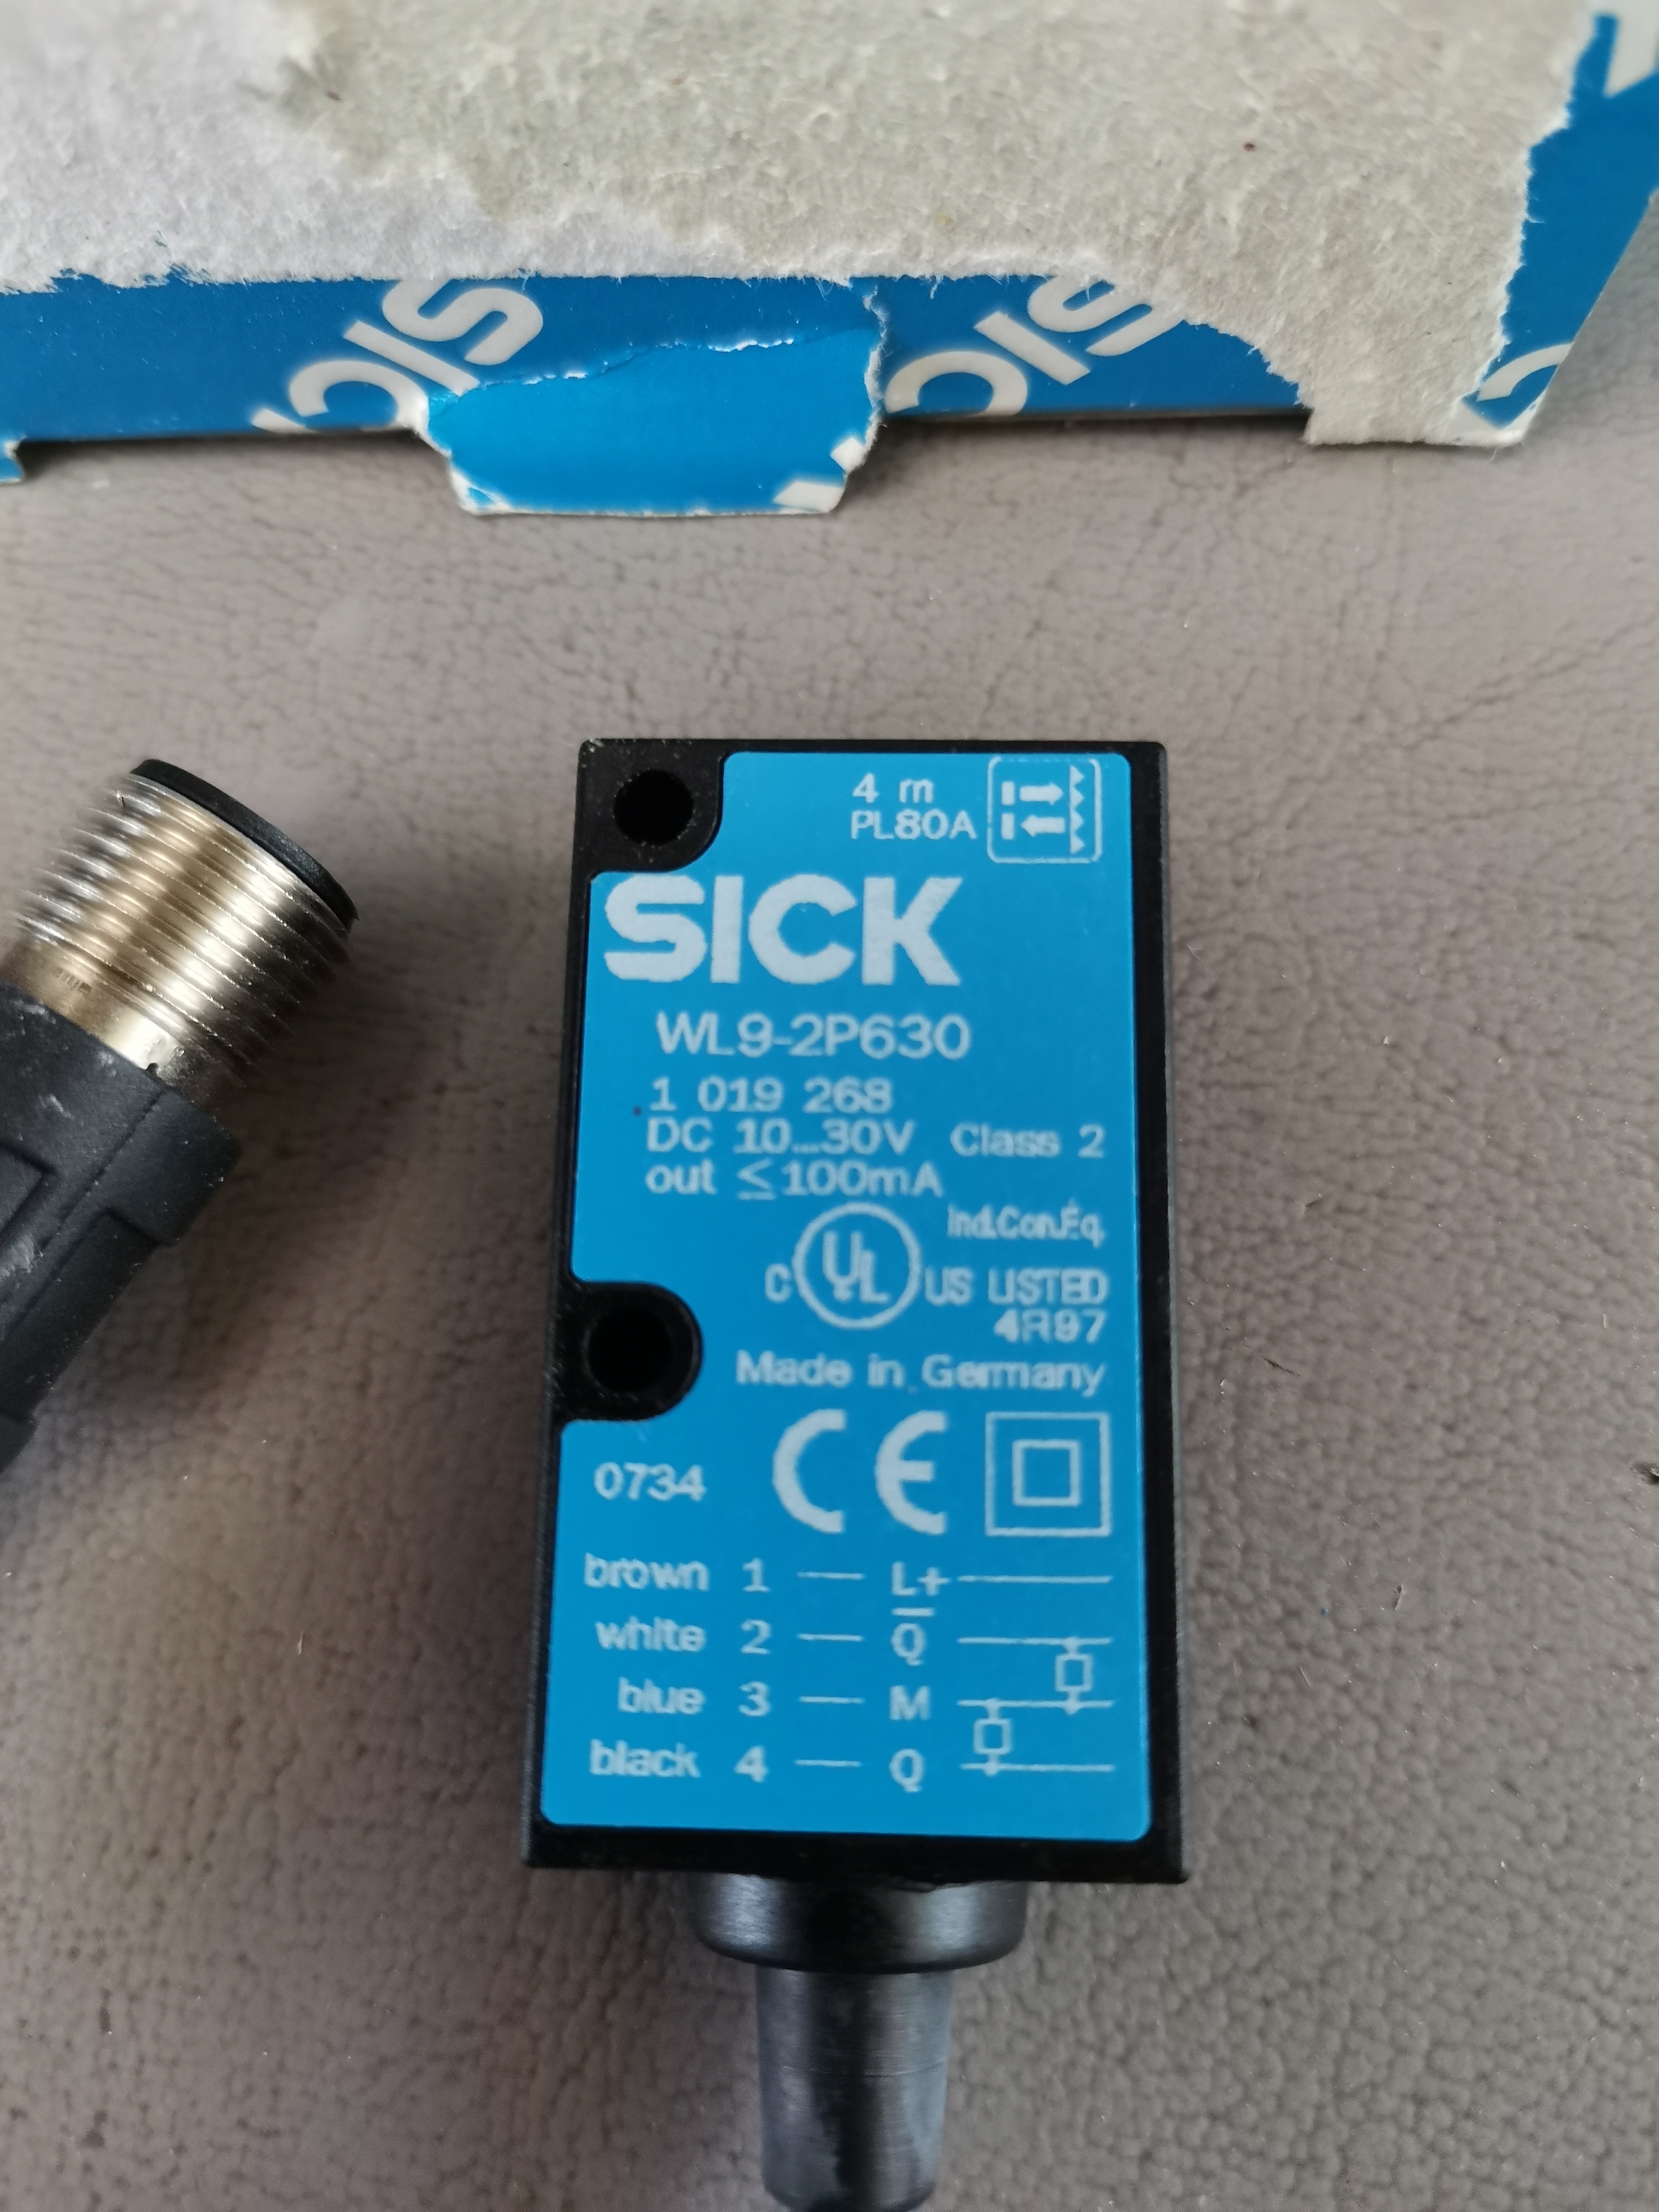 SICK
SICK
4 m
PL80A
SICK
WL9-2P630
1 019 268
DC 10...30V Class 2
out ≤100mA
Ind.Con.Eq.
C UL US LISTED
4R97
Made in Germany
0734 CE
brown 1 — L+
white 2 — Q̅
blue 3 — M
black 4 — Q